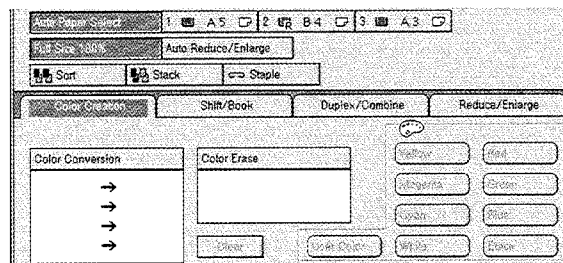 Auto Paper Select 1 A5 2 B4 3 A3
Full Size 100% Auto Reduce/Enlarge
Sort Stack Staple
Color Creation Shift/Book Duplex/Combine Reduce/Enlarge
Color Conversion Color Erase Yellow Red
→ Magenta Green
→ Cyan Blue
→
→ Clear User Color White Black